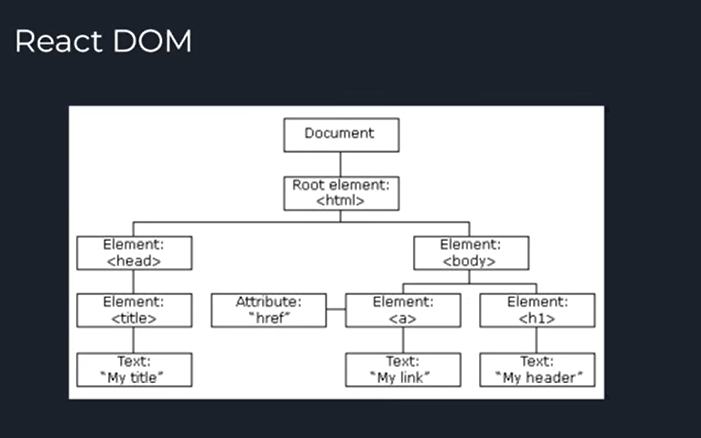 React DOM
Document
Root element:
<html>
Element:
<head>
Element:
<body>
Element:
<title>
Attribute:
"href"
Element:
<a>
Element:
<h1>
Text:
"My title"
Text:
"My link"
Text:
"My header"